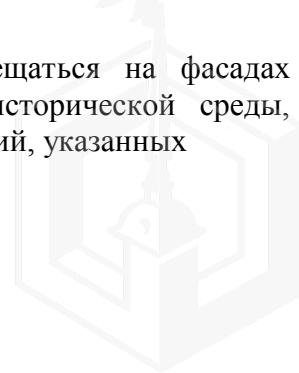 ещаться на фасадах
исторической среды,
ий, указанных